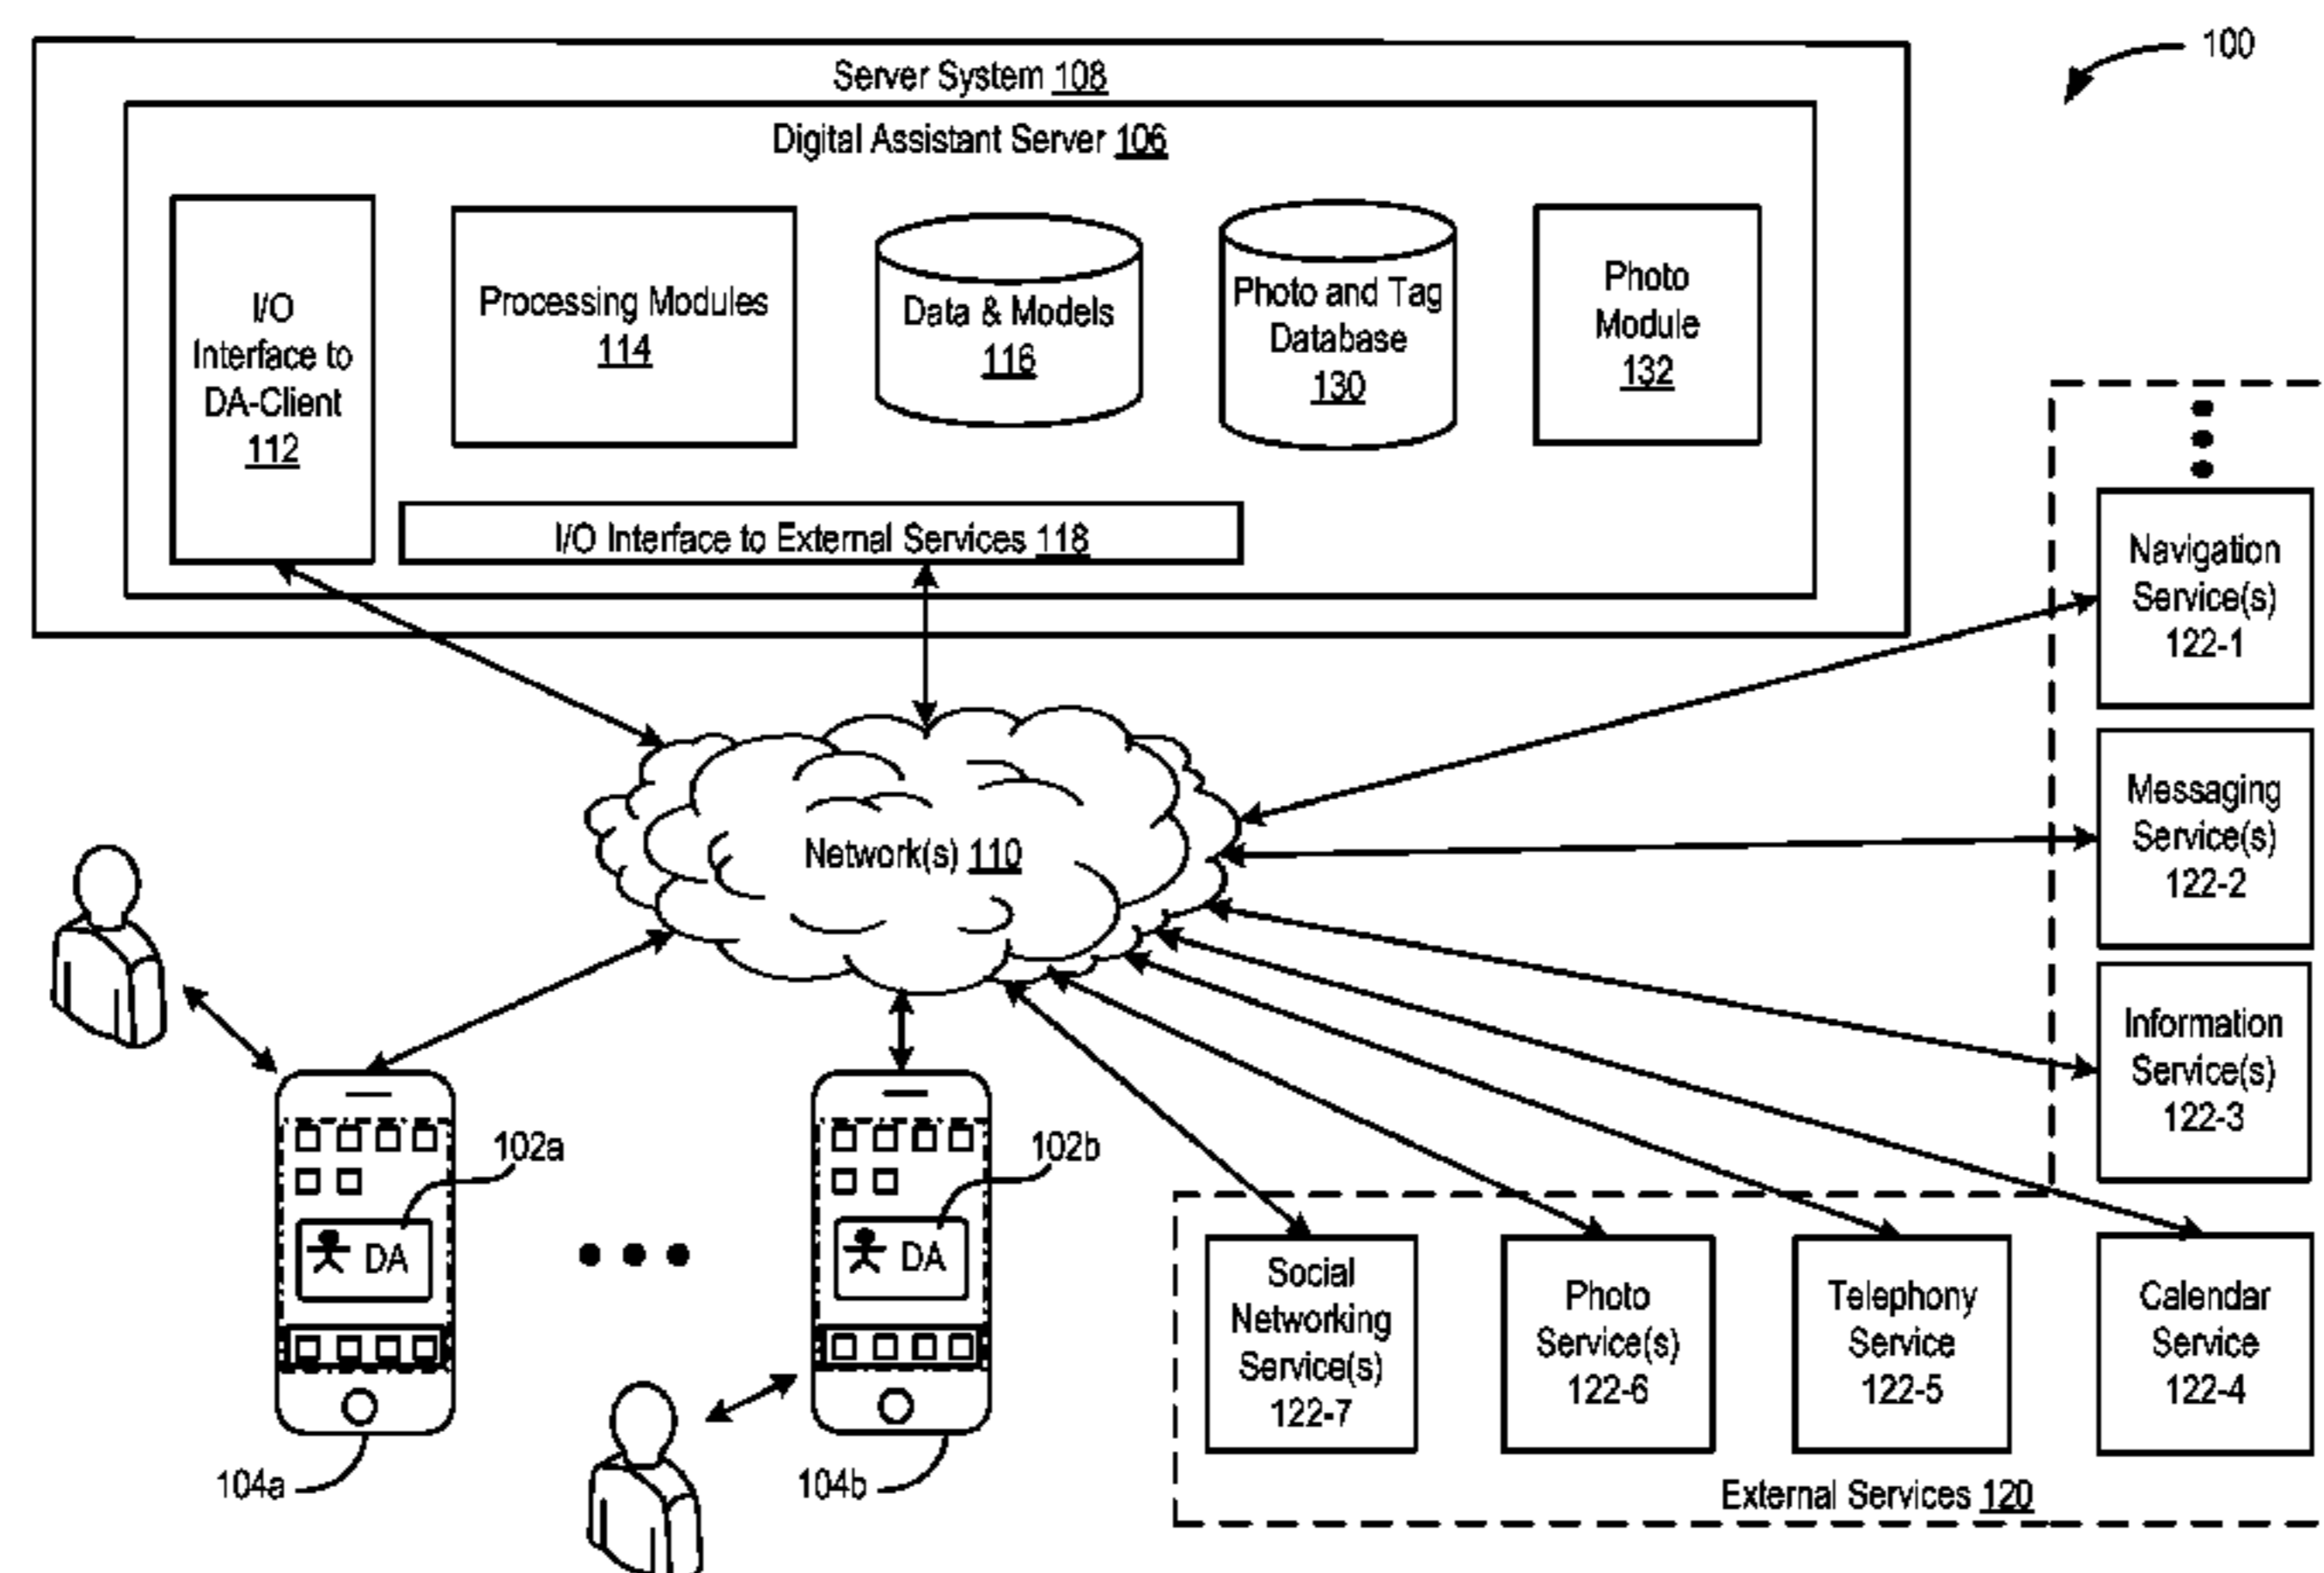 100
Server System 108
Digital Assistant Server 106
I/O
Interface to
DA-Client
112
Processing Modules
114
Data & Models
116
Photo and Tag
Database
130
Photo
Module
132
I/O Interface to External Services 118
Navigation
Service(s)
122-1
Messaging
Service(s)
122-2
Network(s) 110
Information
Service(s)
122-3
102a
DA
102b
DA
104a
104b
Social
Networking
Service(s)
122-7
Photo
Service(s)
122-6
Telephony
Service
122-5
Calendar
Service
122-4
External Services 120